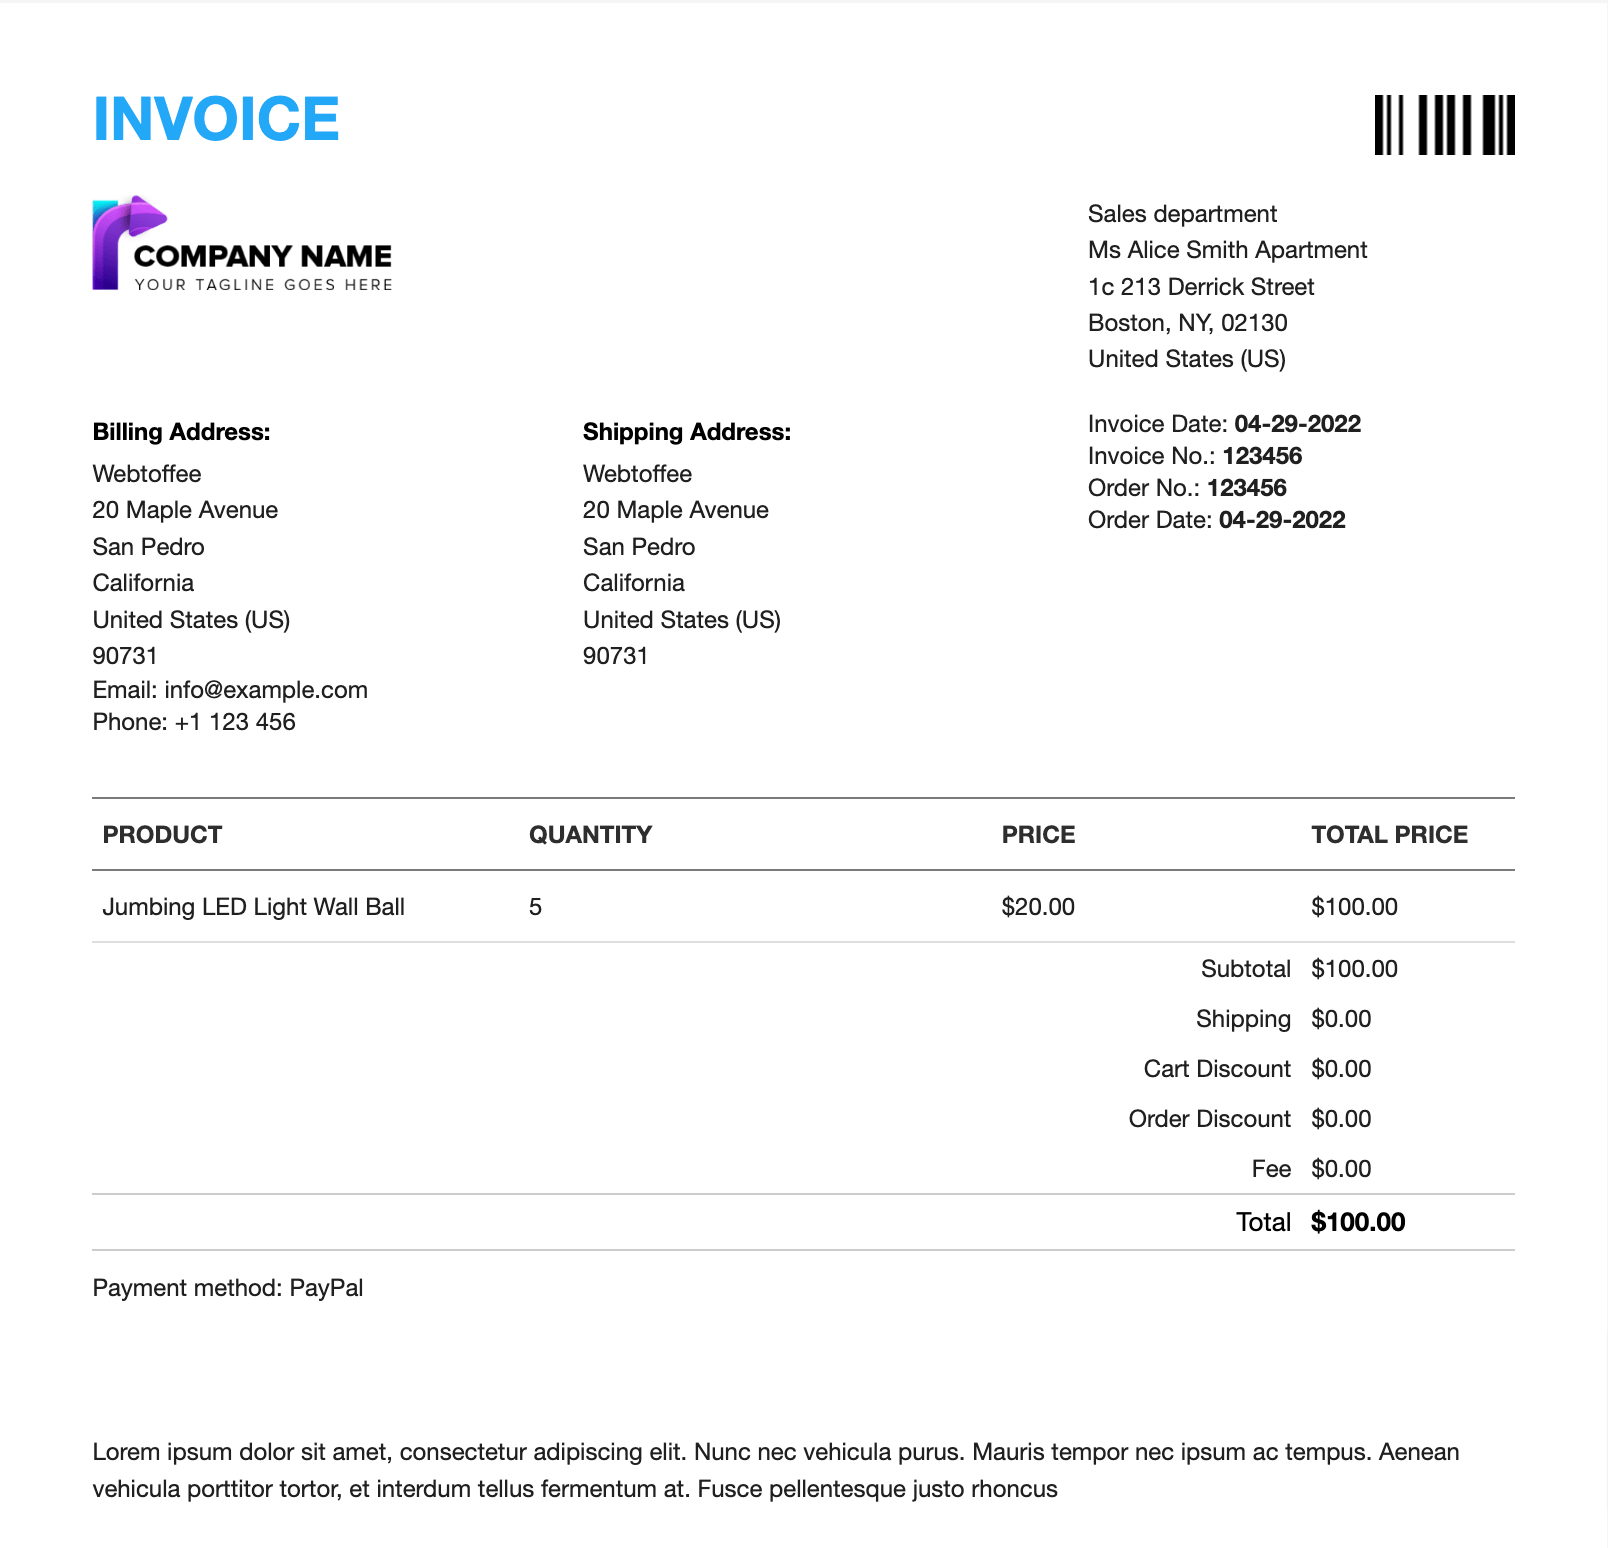 INVOICE
COMPANY NAME
YOUR TAGLINE GOES HERE
Sales department
Ms Alice Smith Apartment
1c 213 Derrick Street
Boston, NY, 02130
United States (US)
Invoice Date: 04-29-2022
Invoice No.: 123456
Order No.: 123456
Order Date: 04-29-2022
Billing Address:
Webtoffee
20 Maple Avenue
San Pedro
California
United States (US)
90731
Email: info@example.com
Phone: +1 123 456
Shipping Address:
Webtoffee
20 Maple Avenue
San Pedro
California
United States (US)
90731
PRODUCT QUANTITY PRICE TOTAL PRICE
Jumbing LED Light Wall Ball 5 $20.00 $100.00
Subtotal $100.00
Shipping $0.00
Cart Discount $0.00
Order Discount $0.00
Fee $0.00
Total $100.00
Payment method: PayPal
Lorem ipsum dolor sit amet, consectetur adipiscing elit. Nunc nec vehicula purus. Mauris tempor nec ipsum ac tempus. Aenean
vehicula porttitor tortor, et interdum tellus fermentum at. Fusce pellentesque justo rhoncus